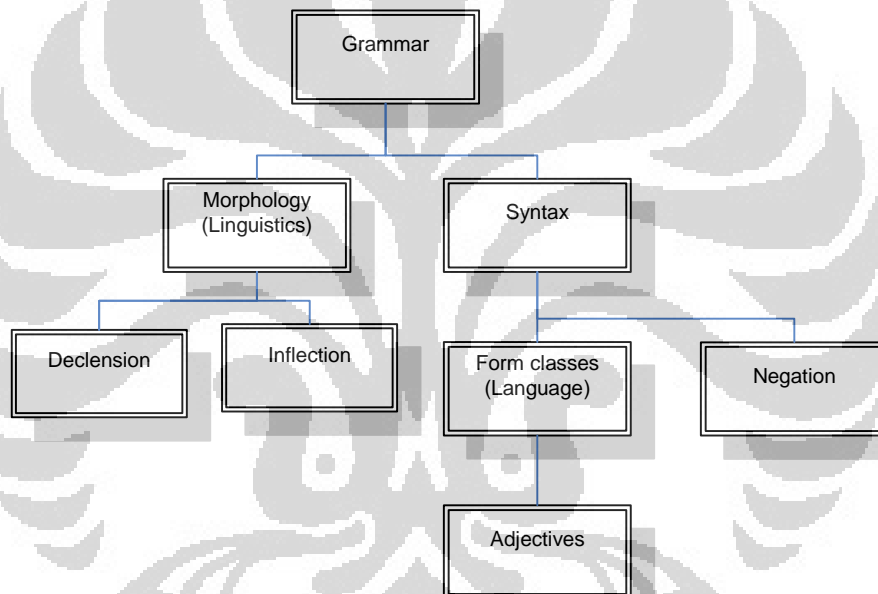 Grammar
Morphology
(Linguistics)
Syntax
Declension
Inflection
Form classes
(Language)
Negation
Adjectives